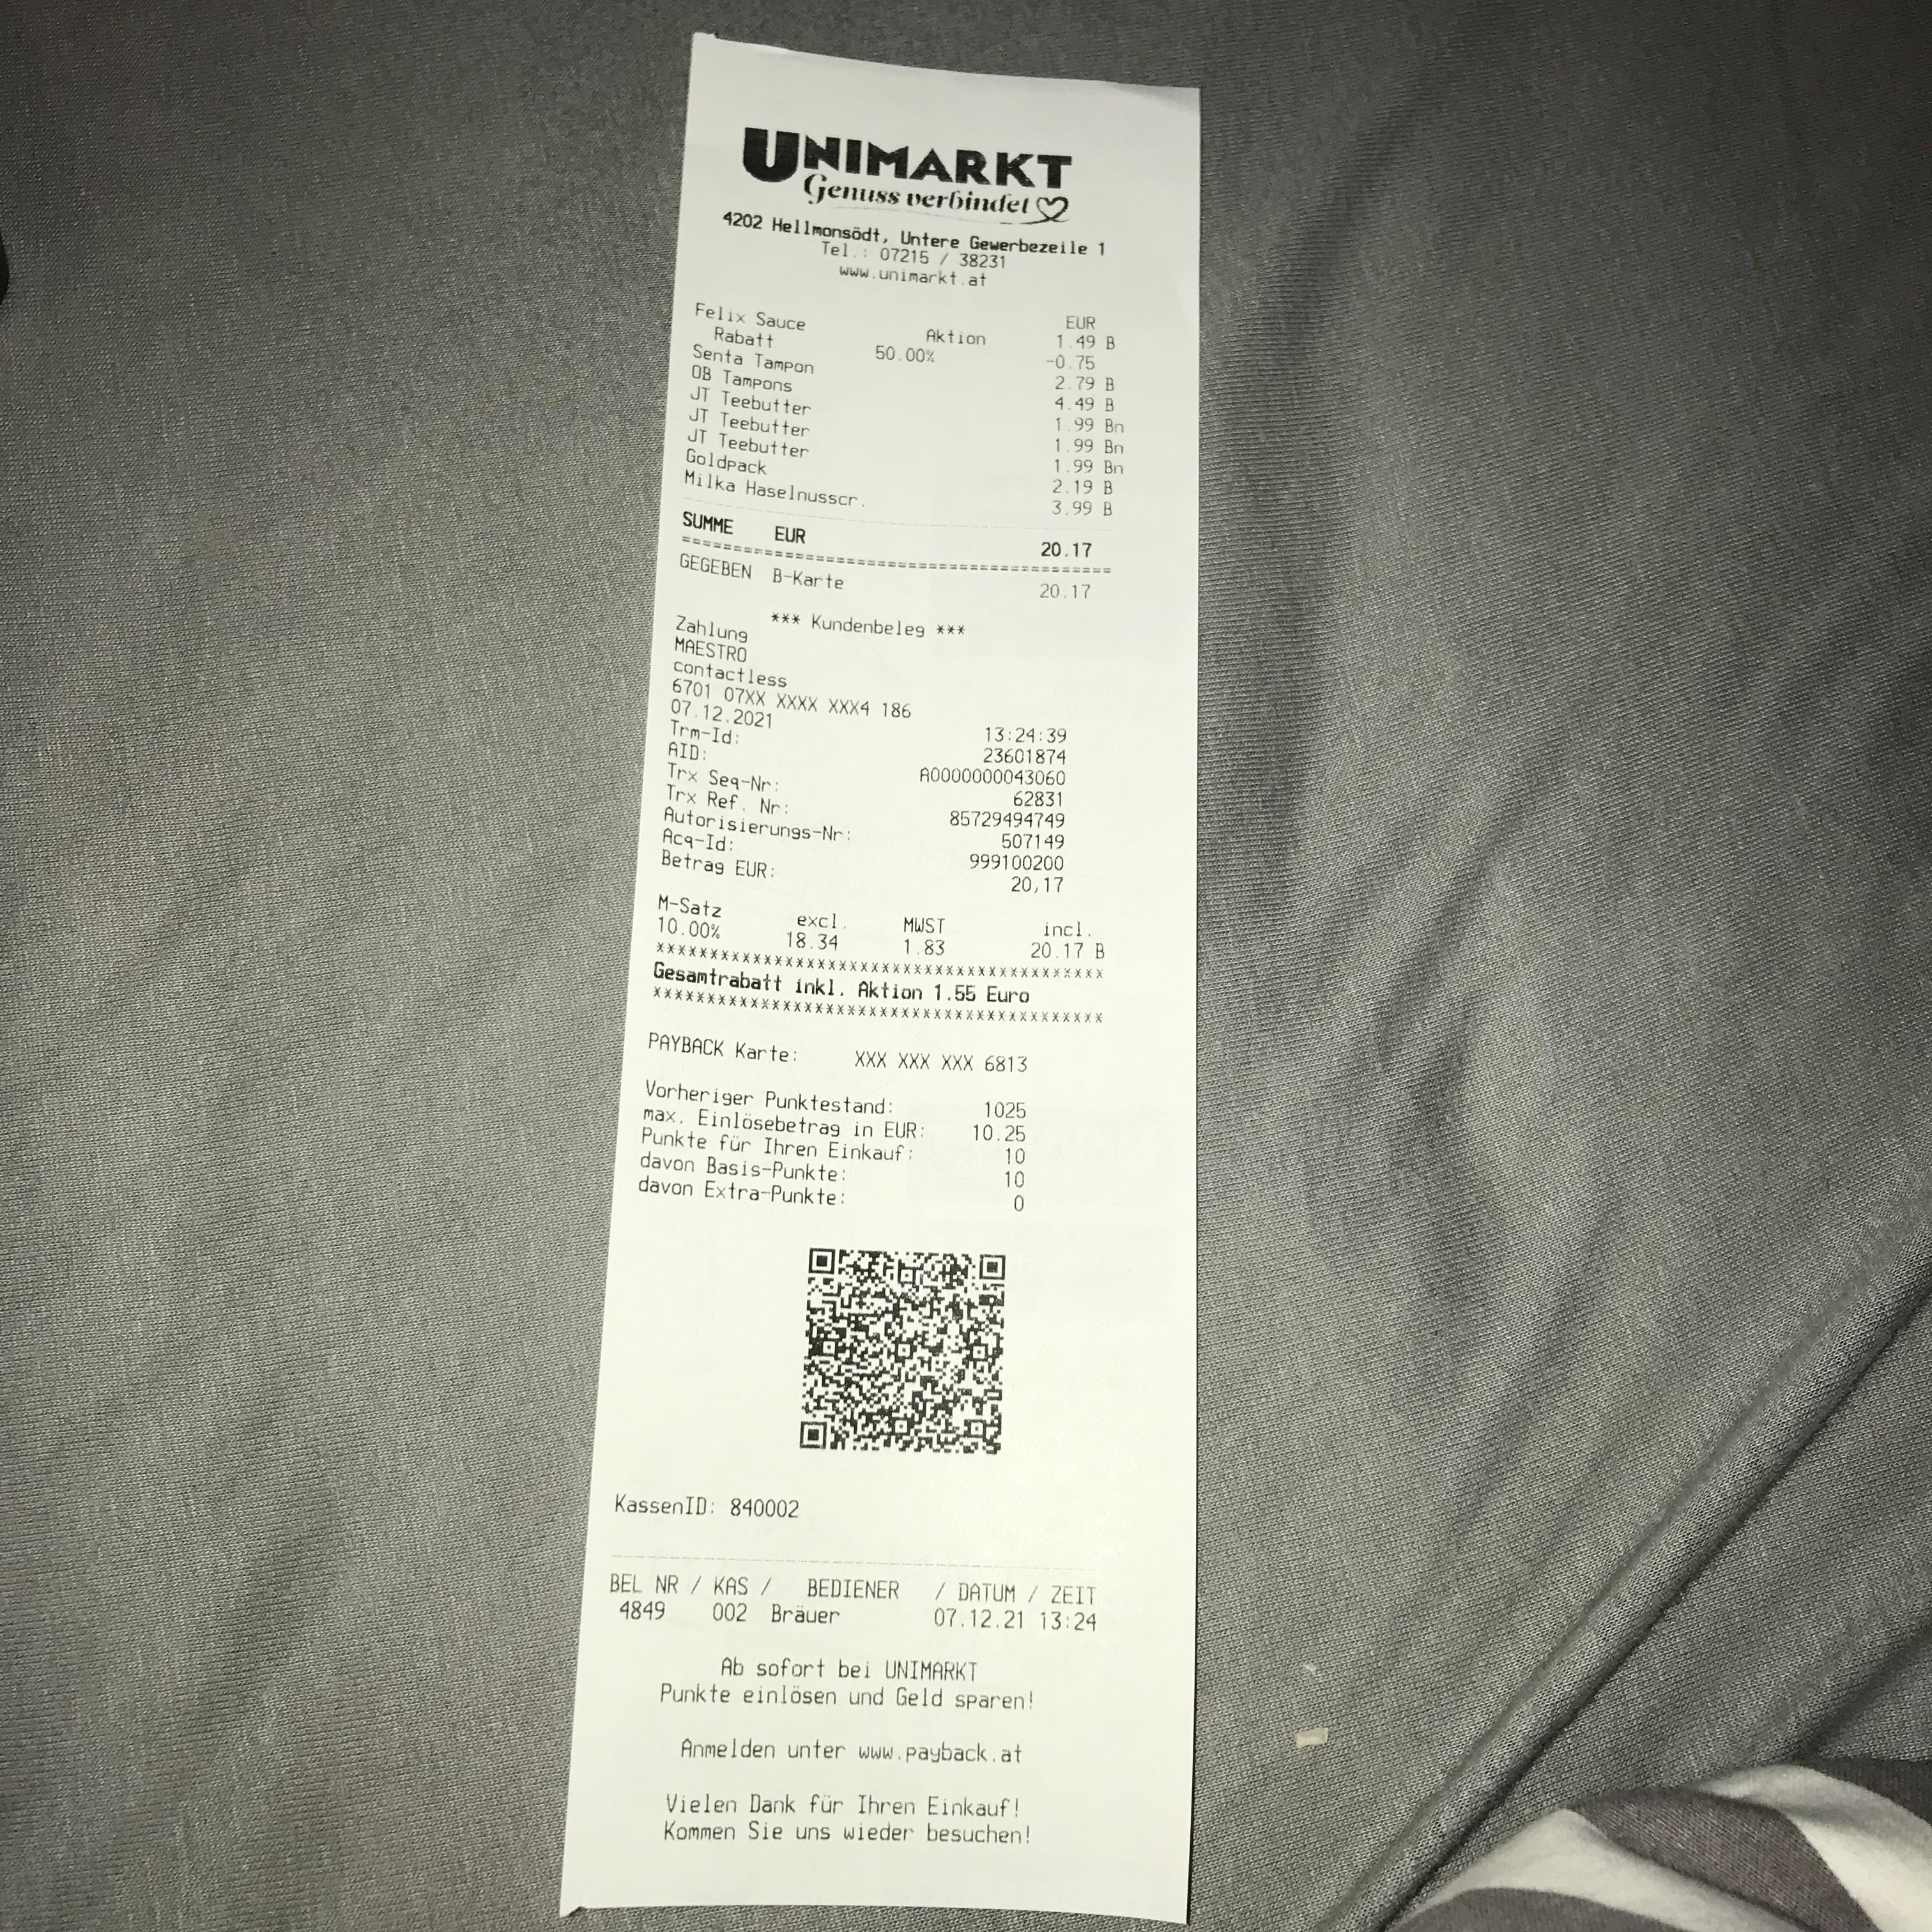 UNIMARKT
Genuss verbindet
4202 Hellmonsödt, Untere Gewerbezeile 1
Tel.: 07215 / 38231
www.unimarkt.at
EUR
Felix Sauce Aktion 1.49 B
Rabatt 50.00% -0.75
Senta Tampon 2.79 B
OB Tampons 4.49 B
JT Teebutter 1.99 Bn
JT Teebutter 1.99 Bn
JT Teebutter 1.99 Bn
Goldpack 2.19 B
Milka Haselnusscr. 3.99 B
SUMME EUR 20.17
========================================
GEGEBEN B-Karte 20.17
*** Kundenbeleg ***
Zahlung
MAESTRO
contactless
6701 07XX XXXX XXX4 186
07.12.2021 13:24:39
Trm-Id: 23601874
AID: A0000000043060
Trx Seq-Nr: 62831
Trx Ref. Nr: 85729494749
Autorisierungs-Nr: 507149
Acq-Id: 999100200
Betrag EUR: 20,17
M-Satz excl. MWST incl.
10.00% 18.34 1.83 20.17 B
******************************************
Gesamtrabatt inkl. Aktion 1.55 Euro
******************************************
PAYBACK Karte: XXX XXX XXX 6813
Vorheriger Punktestand: 1025
max. Einlösebetrag in EUR: 10.25
Punkte für Ihren Einkauf: 10
davon Basis-Punkte: 10
davon Extra-Punkte: 0
KassenID: 840002
BEL NR / KAS / BEDIENER / DATUM / ZEIT
4849 002 Bräuer 07.12.21 13:24
Ab sofort bei UNIMARKT
Punkte einlösen und Geld sparen!
Anmelden unter www.payback.at
Vielen Dank für Ihren Einkauf!
Kommen Sie uns wieder besuchen!